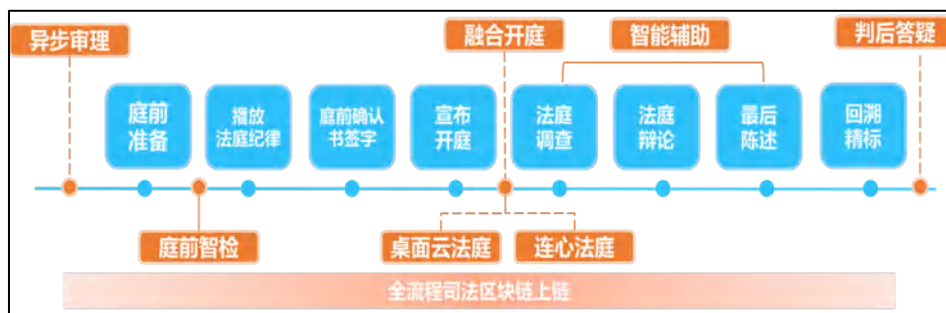 异步审理
融合开庭
智能辅助
判后答疑
庭前
准备
播放
法庭纪律
庭前确认
书签字
宣布
开庭
法庭
调查
法庭
辩论
最后
陈述
回溯
精标
庭前智检
桌面云法庭
连心法庭
全流程司法区块链上链